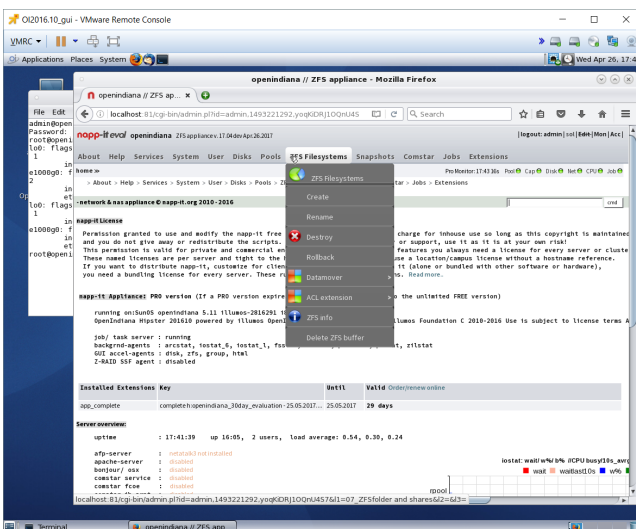 OI2016.10_gui - VMware Remote Console
VMRC
Applications Places System
Wed Apr 26, 17:4
openindiana // ZFS appliance - Mozilla Firefox
openindiana // ZFS ap...
File Edit
localhost:81/cgi-bin/admin.pl?id=admin,1493221292,yoqKiDRJ1OQnU4S
Search
admin@open
Password:
root@openi
lo0: flags
1
in
e1000g0: f
2
in
et
lo0: flags
1
in
e1000g0: f
in
et
root@openi
napp-it eval openindiana ZFS appliance v. 17.04dev Apr.26.2017
|logout: admin| sol |Edit-|Mon|Acc|
About Help Services System User Disks Pools ZFS Filesystems Snapshots Comstar Jobs Extensions
home »
Pro Monitor: 17:43 16s Pool Cap Disk Net CPU Job
> About > Help > Services > System > User > Disks > Pools >
> Jobs > Extensions
- network & nas appliance © napp-it.org 2010-2016
cmd
ZFS Filesystems
Create
Rename
Destroy
Rollback
Datamover >
ACL extension >
ZFS info
Delete ZFS buffer
napp-it License
Permission granted to use and modify the napp-it free
charge for inhouse use so long as this copyright is maintaine
and you do not give away or redistribute the scripts.
or support, use it as it is at your own risk!
This permission is valid for private and commercial
features you always need a license for every server or cluste
These named licenses are per server and tight to the
use a location/campus license without a hostname reference.
If you want to distribute napp-it, customize for
it (alone or bundled with other software or hardware),
you need a bundling license for every server. These
Read more.
napp-it Appliance: PRO version (If a PRO version expire
o the unlimited FREE version)
running on:SunOS openindiana 5.11 illumos-2816291
OpenIndiana Hipster 201610 powered by illumos
llumos Foundation C 2010-2016 Use is subject to license terms A
job/ task server : running
backgrnd-agents : arcstat, iostat_6, iostat_1,
zilstat
GUI accel-agents : disk, zfs, group, html
Z-RAID SSF agent : disabled
Installed Extensions Key Until Valid Order/renew online
app_complete complete h:openindiana_30day_evaluation - 25.05.2017... 25.05.2017 29 days
Server overview:
uptime : 17:41:39 up 16:05, 2 users, load average: 0.54, 0.30, 0.24
afp-server : netatalk3 not installed
apache-server : disabled
bonjour/ osx : disabled
comstar service : disabled
comstar fcoe : disabled
iostat: wait/ w%/ b% //CPU busy/10s_avr
wait waitlast10s w%
rpool
localhost:81/cgi-bin/admin.pl?id=admin,1493221292,yoqKiDRJ1OQnU4S7&l1=07_ZFSfolder and shares&l2=&l3=
Terminal
openindiana // ZFS app...